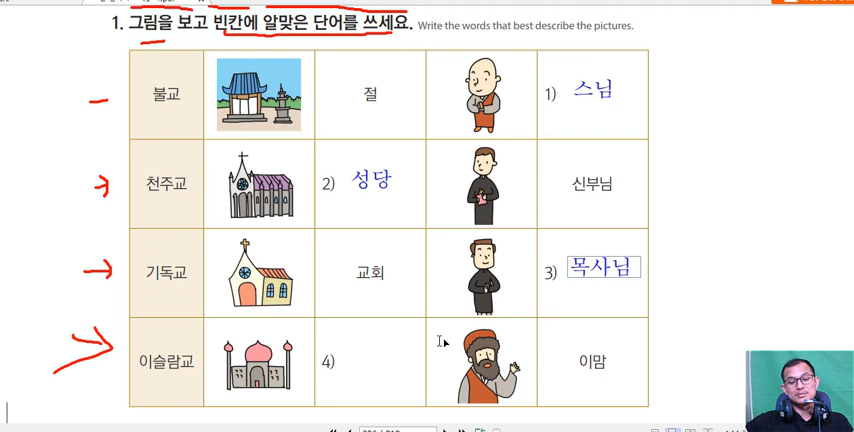 1. 그림을 보고 빈칸에 알맞은 단어를 쓰세요. Write the words that best describe the pictures.
불교 절 1) 스님
천주교 2) 성당 신부님
기독교 교회 3) 목사님
이슬람교 4) 이맘